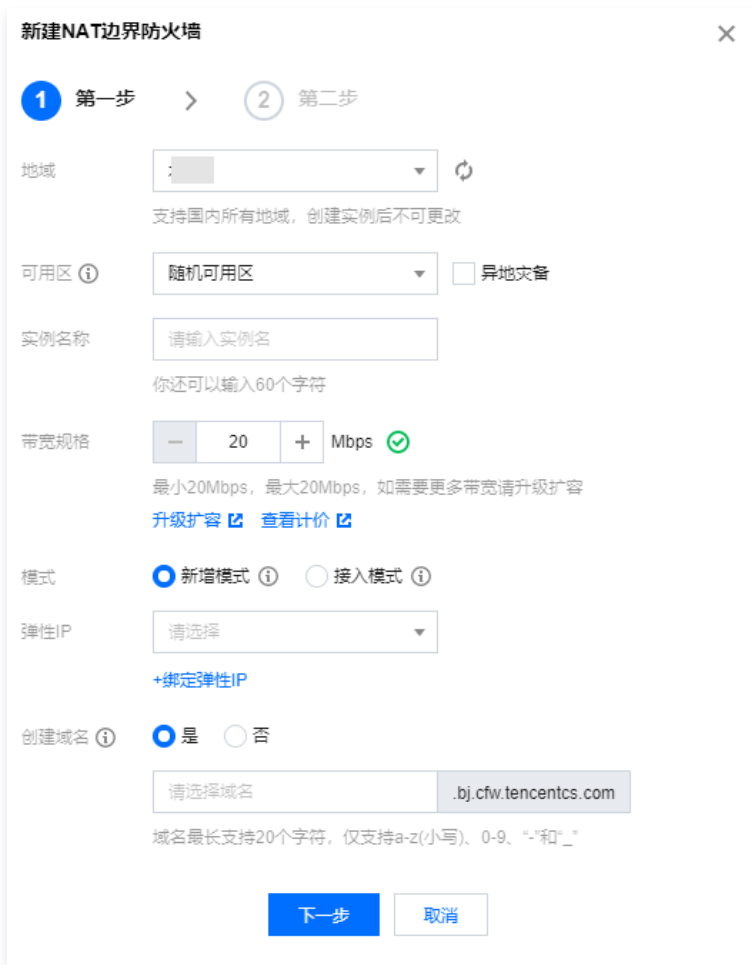 新建NAT边界防火墙
1 第一步 2 第二步
地域
支持国内所有地域，创建实例后不可更改
可用区 随机可用区 异地灾备
实例名称 请输入实例名
你还可以输入60个字符
带宽规格 20 Mbps
最小20Mbps，最大20Mbps，如需要更多带宽请升级扩容
升级扩容 查看计价
模式 新增模式 接入模式
弹性IP 请选择
+绑定弹性IP
创建域名 是 否
请选择域名 .bj.cfw.tencentcs.com
域名最长支持20个字符，仅支持a-z(小写)、0-9、“-”和“_”
下一步 取消